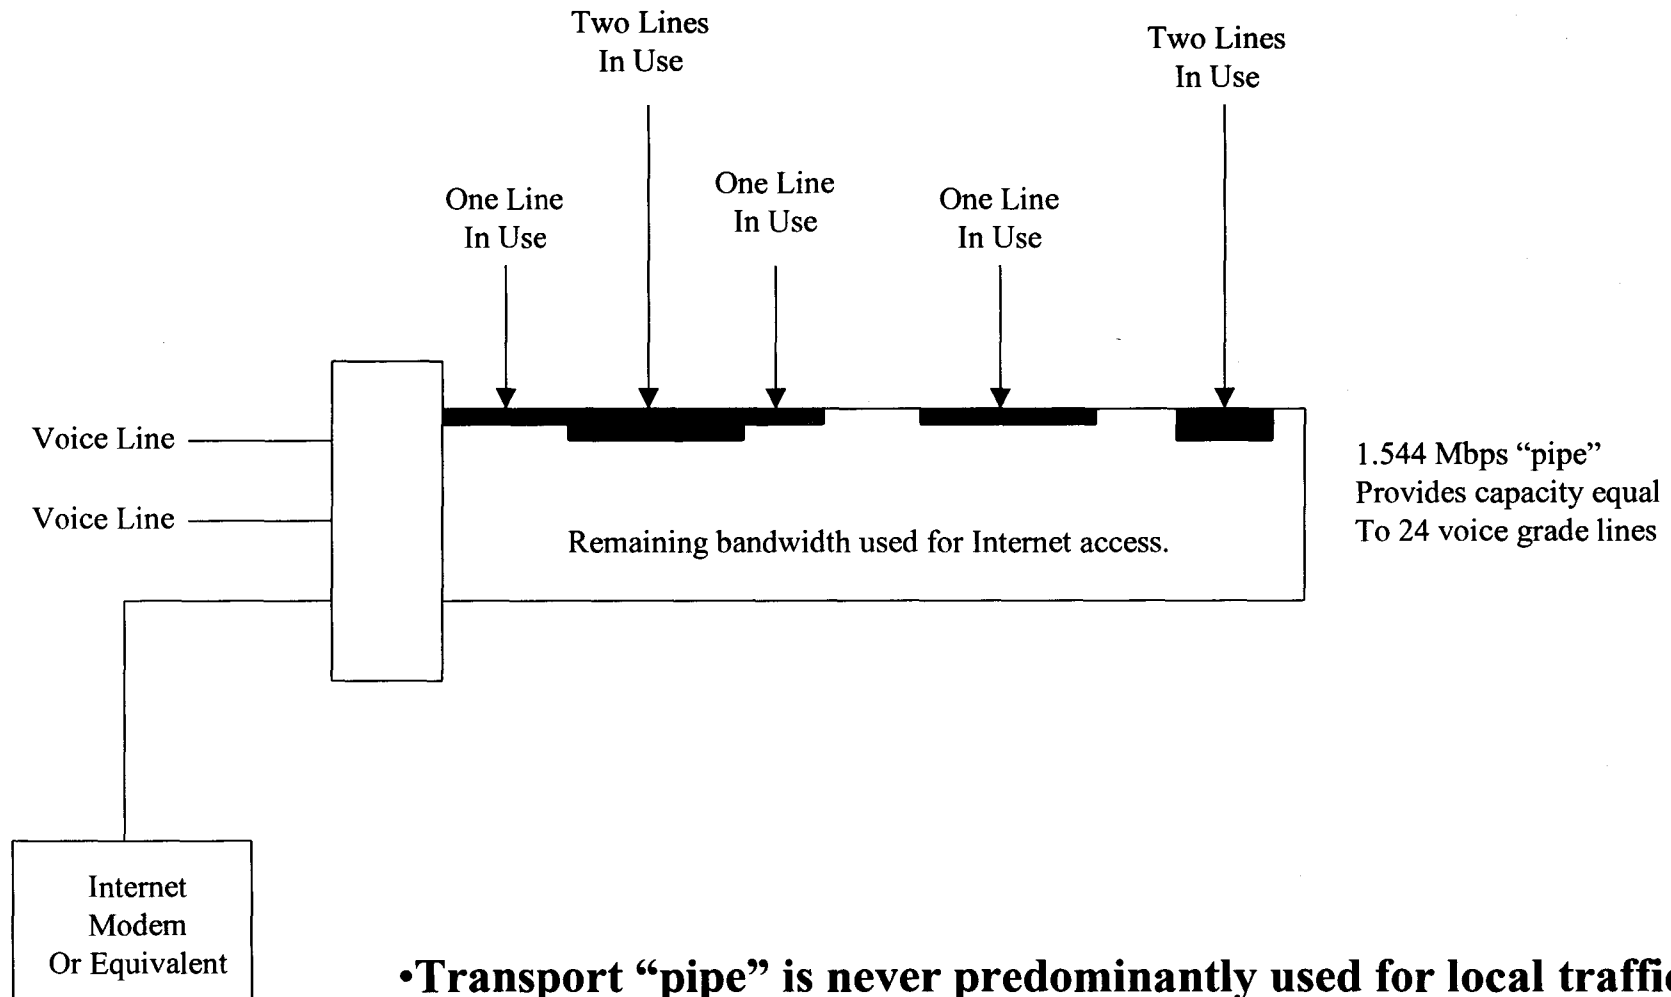 Two Lines
In Use
Two Lines
In Use
One Line
In Use
One Line
In Use
One Line
In Use
Voice Line
Voice Line
1.544 Mbps “pipe”
Provides capacity equal
To 24 voice grade lines
Remaining bandwidth used for Internet access.
Internet
Modem
Or Equivalent
•Transport “pipe” is never predominantly used for local traffic